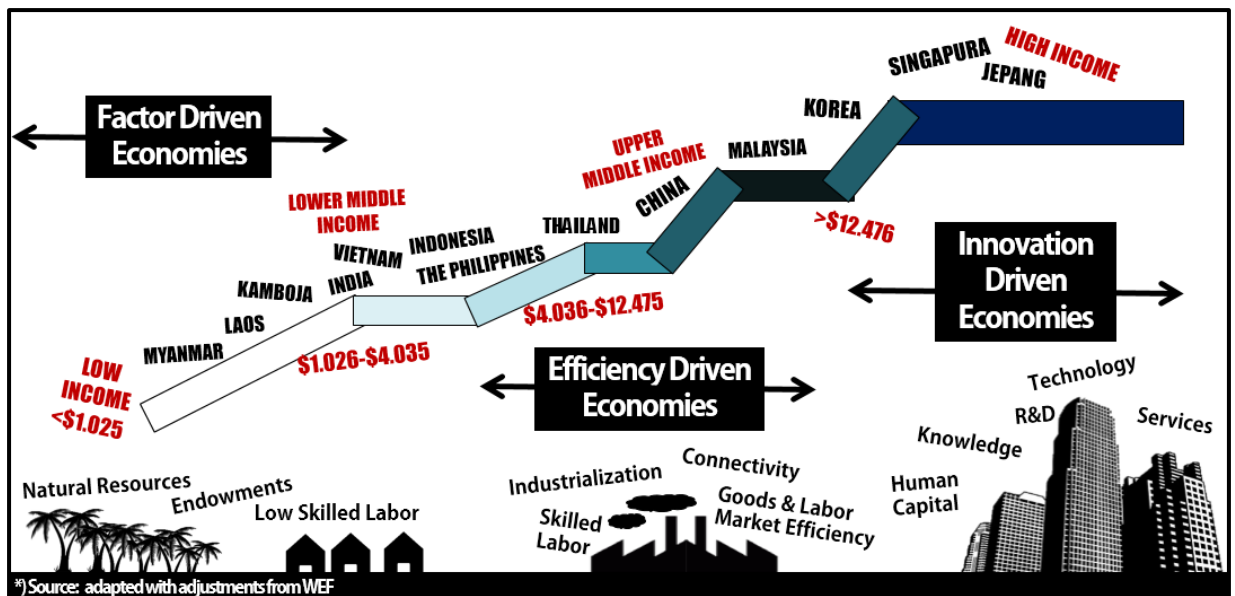 Factor Driven
Economies
LOW
INCOME
<$1.025
MYANMAR
LAOS
KAMBOJA
INDIA
VIETNAM
LOWER MIDDLE
INCOME
$1.026-$4.035
INDONESIA
THE PHILIPPINES
THAILAND
$4.036-$12.475
UPPER
MIDDLE INCOME
CHINA
MALAYSIA
KOREA
>$12.476
SINGAPURA
JEPANG
HIGH INCOME
Efficiency Driven
Economies
Innovation
Driven
Economies
Natural Resources
Endowments
Low Skilled Labor
Industrialization
Skilled
Labor
Connectivity
Goods & Labor
Market Efficiency
Human
Capital
Knowledge
R&D
Technology
Services
*) Source: adapted with adjustments from WEF